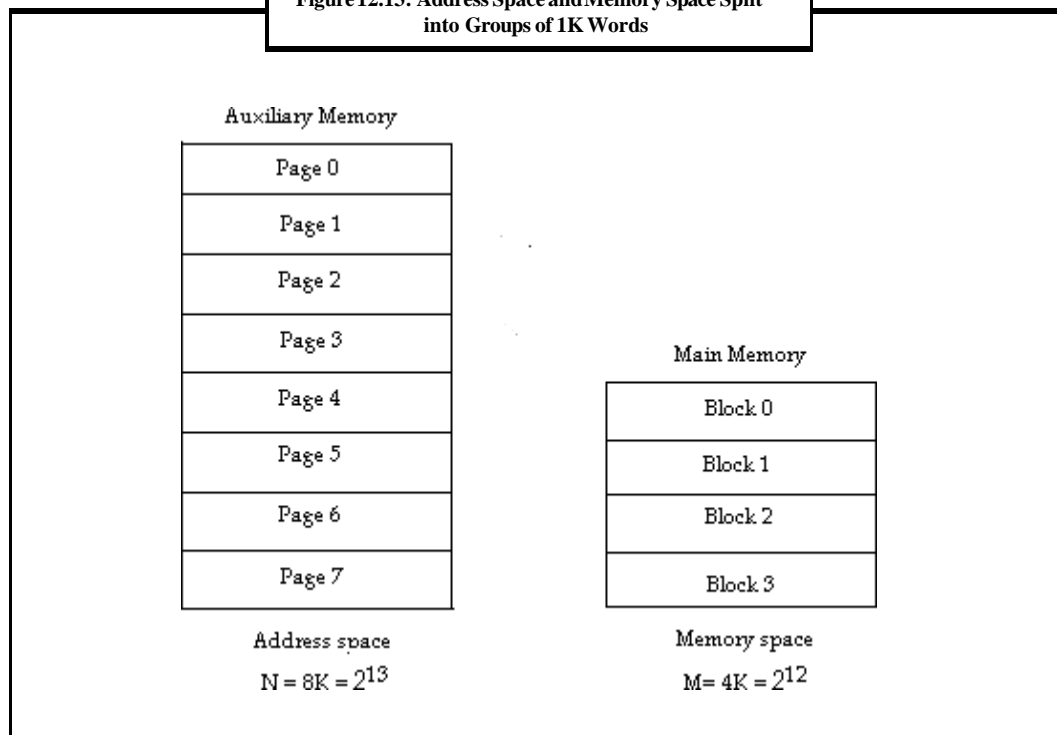 Figure 12.13: Address Space and Memory Space Split
into Groups of 1K Words
Auxiliary Memory
Page 0
Page 1
Page 2
Page 3
Page 4
Page 5
Page 6
Page 7
Address space
N = 8K = 2^13
Main Memory
Block 0
Block 1
Block 2
Block 3
Memory space
M= 4K = 2^12